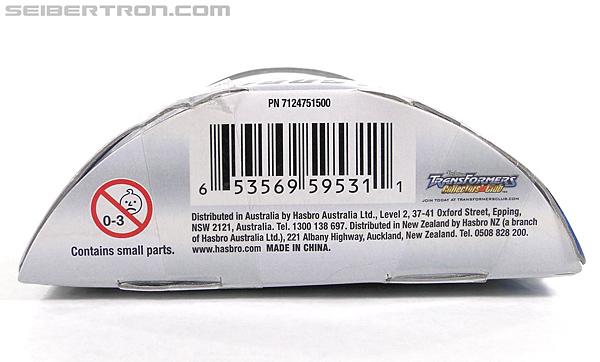 SEIBERTRON.COM
PN 7124751500
6 53569 59531 1
TRANSFORMERS
Collectors' Club
JOIN TODAY AT TRANSFORMERSCLUB.COM
0-3
Contains small parts.
Distributed in Australia by Hasbro Australia Ltd., Level 2, 37-41 Oxford Street, Epping,
NSW 2121, Australia. Tel. 1300 138 697. Distributed in New Zealand by Hasbro NZ (a branch
of Hasbro Australia Ltd.), 221 Albany Highway, Auckland, New Zealand. Tel. 0508 828 200.
www.hasbro.com MADE IN CHINA.